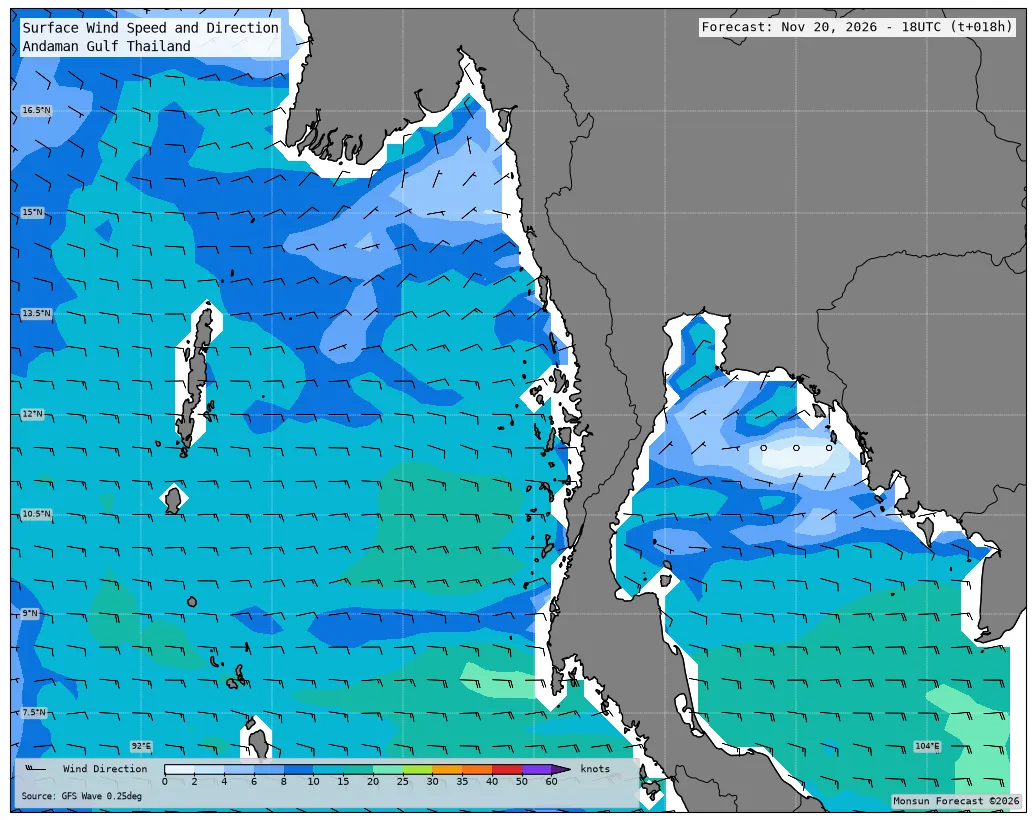 Surface Wind Speed and Direction
Andaman Gulf Thailand
Forecast: Nov 20, 2026 - 18UTC (t+018h)
16.5°N
15°N
13.5°N
12°N
10.5°N
9°N
7.5°N
92°E
104°E
Wind Direction
0 2 4 6 8 10 15 20 25 30 40 50 60 knots
Source: GFS Wave 0.25deg
Monsun Forecast ©2026